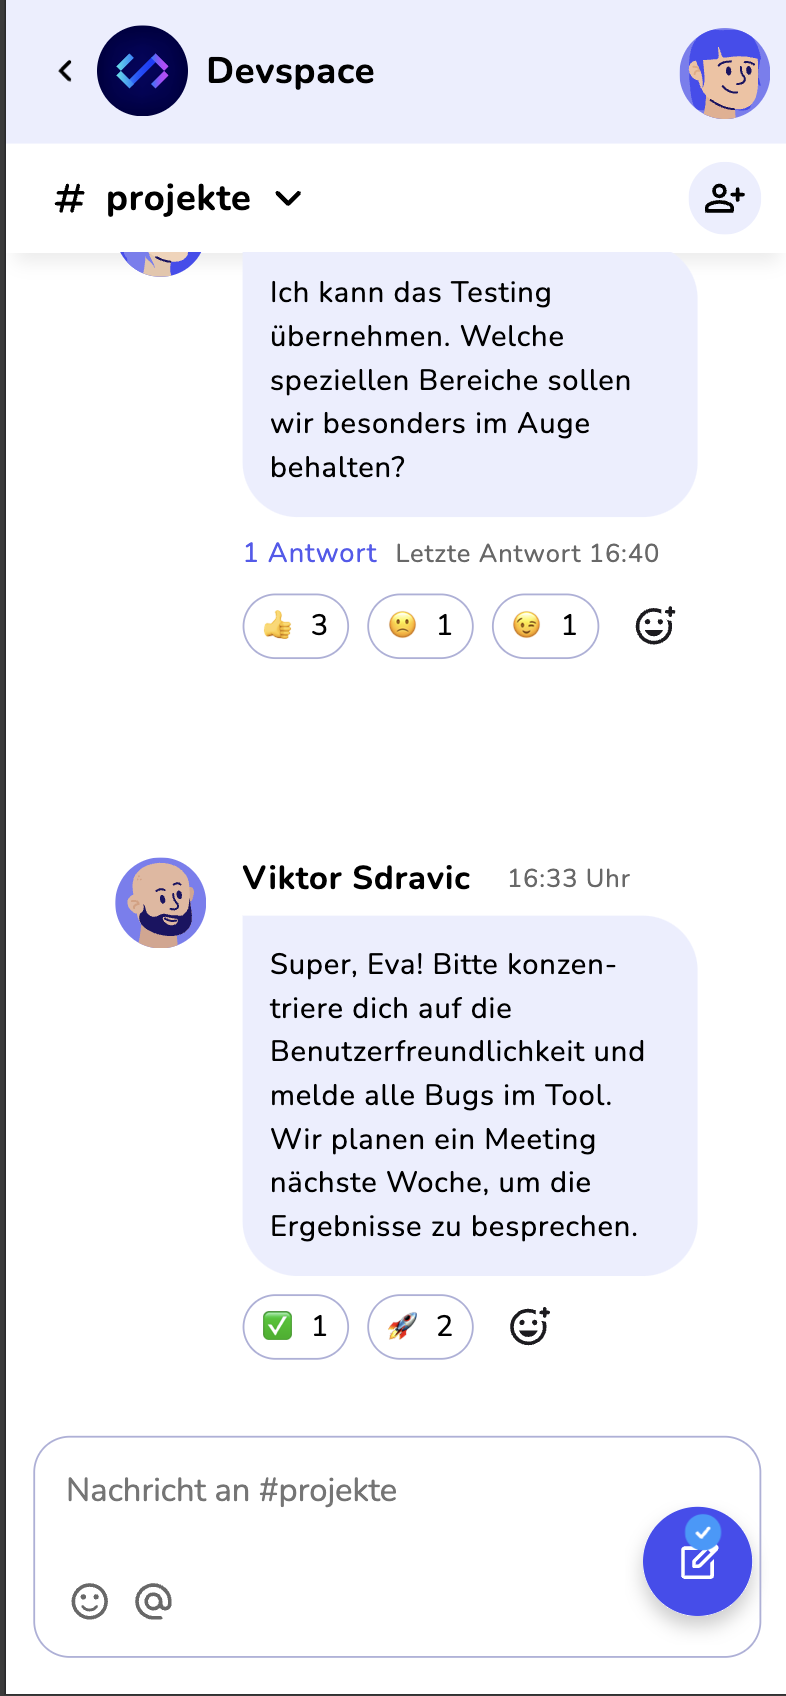 Devspace
# projekte
Ich kann das Testing
übernehmen. Welche
speziellen Bereiche sollen
wir besonders im Auge
behalten?
1 Antwort Letzte Antwort 16:40
👍 3 🙁 1 😉 1
Viktor Sdravic 16:33 Uhr
Super, Eva! Bitte konzen-
triere dich auf die
Benutzerfreundlichkeit und
melde alle Bugs im Tool.
Wir planen ein Meeting
nächste Woche, um die
Ergebnisse zu besprechen.
✅ 1 🚀 2
Nachricht an #projekte
@